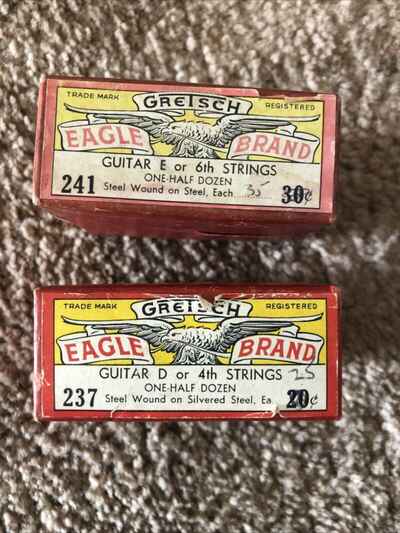 TRADE MARK GRETSCH REGISTERED
EAGLE BRAND
GUITAR E or 6th STRINGS
ONE-HALF DOZEN
241 Steel Wound on Steel, Each 35 30¢
TRADE MARK GRETSCH REGISTERED
EAGLE BRAND
GUITAR D or 4th STRINGS 25
ONE-HALF DOZEN
237 Steel Wound on Silvered Steel, Ea 20¢